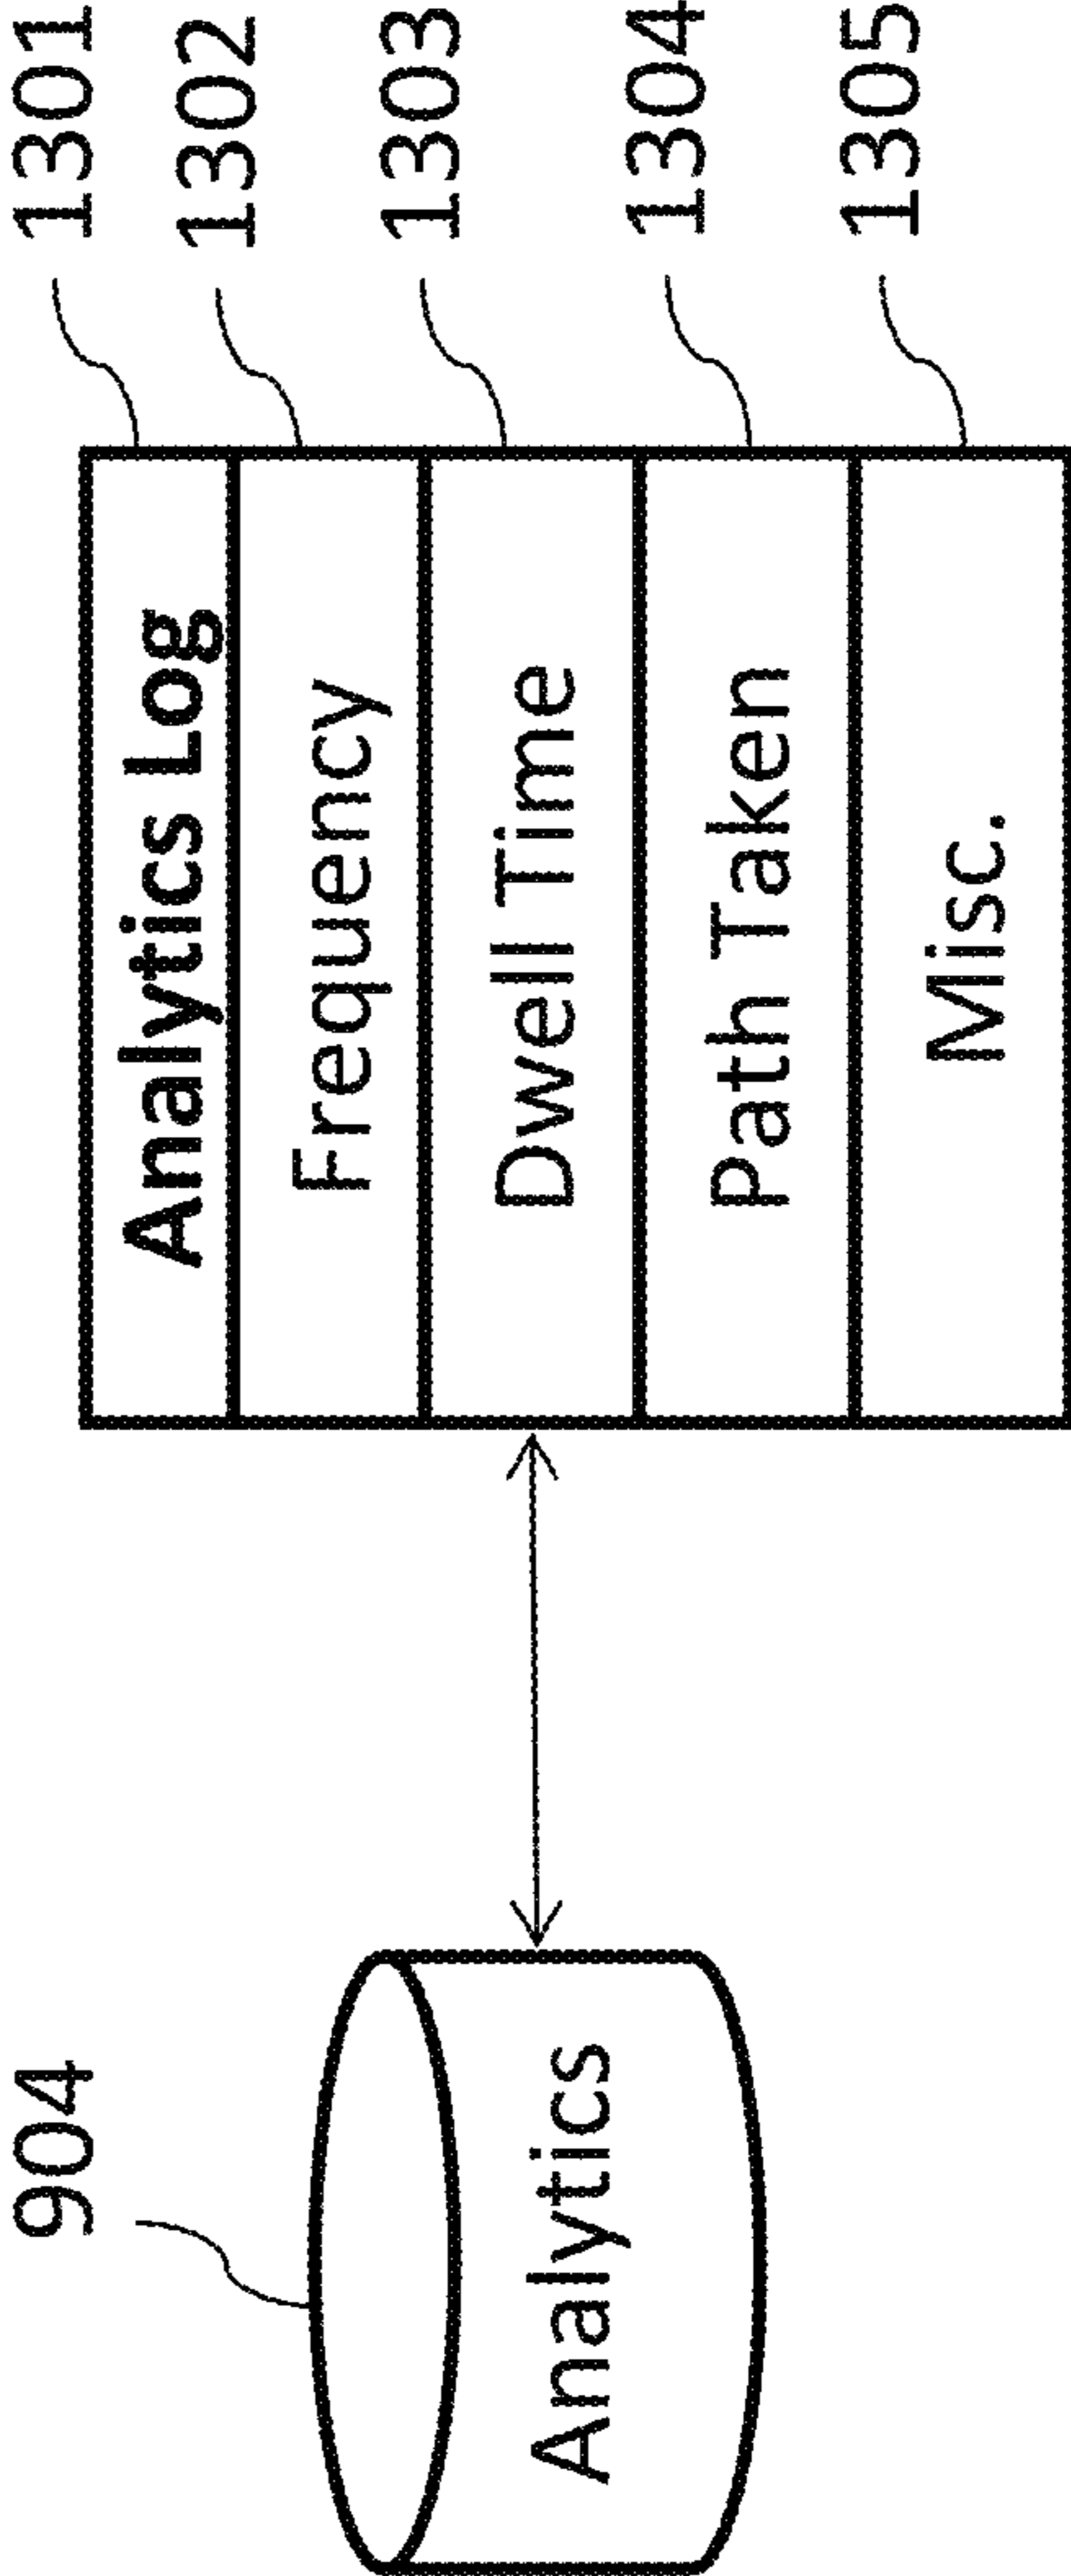 904
Analytics
Analytics Log
Frequency
Dwell Time
Path Taken
Misc.
1301
1302
1303
1304
1305